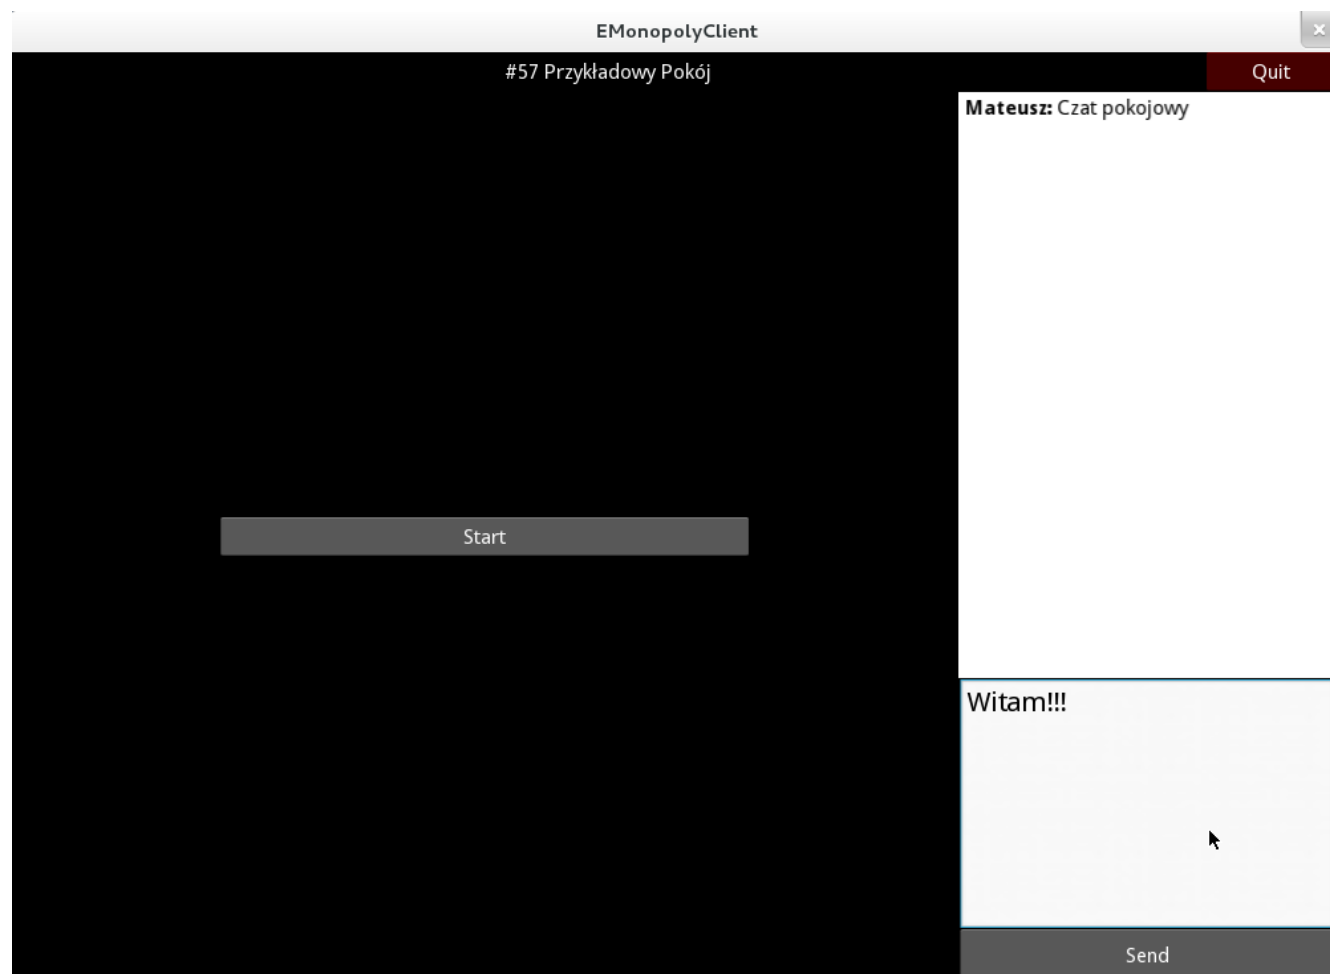 EMonopolyClient
#57 Przykładowy Pokój
Quit
Mateusz: Czat pokojowy
Start
Witam!!!
Send